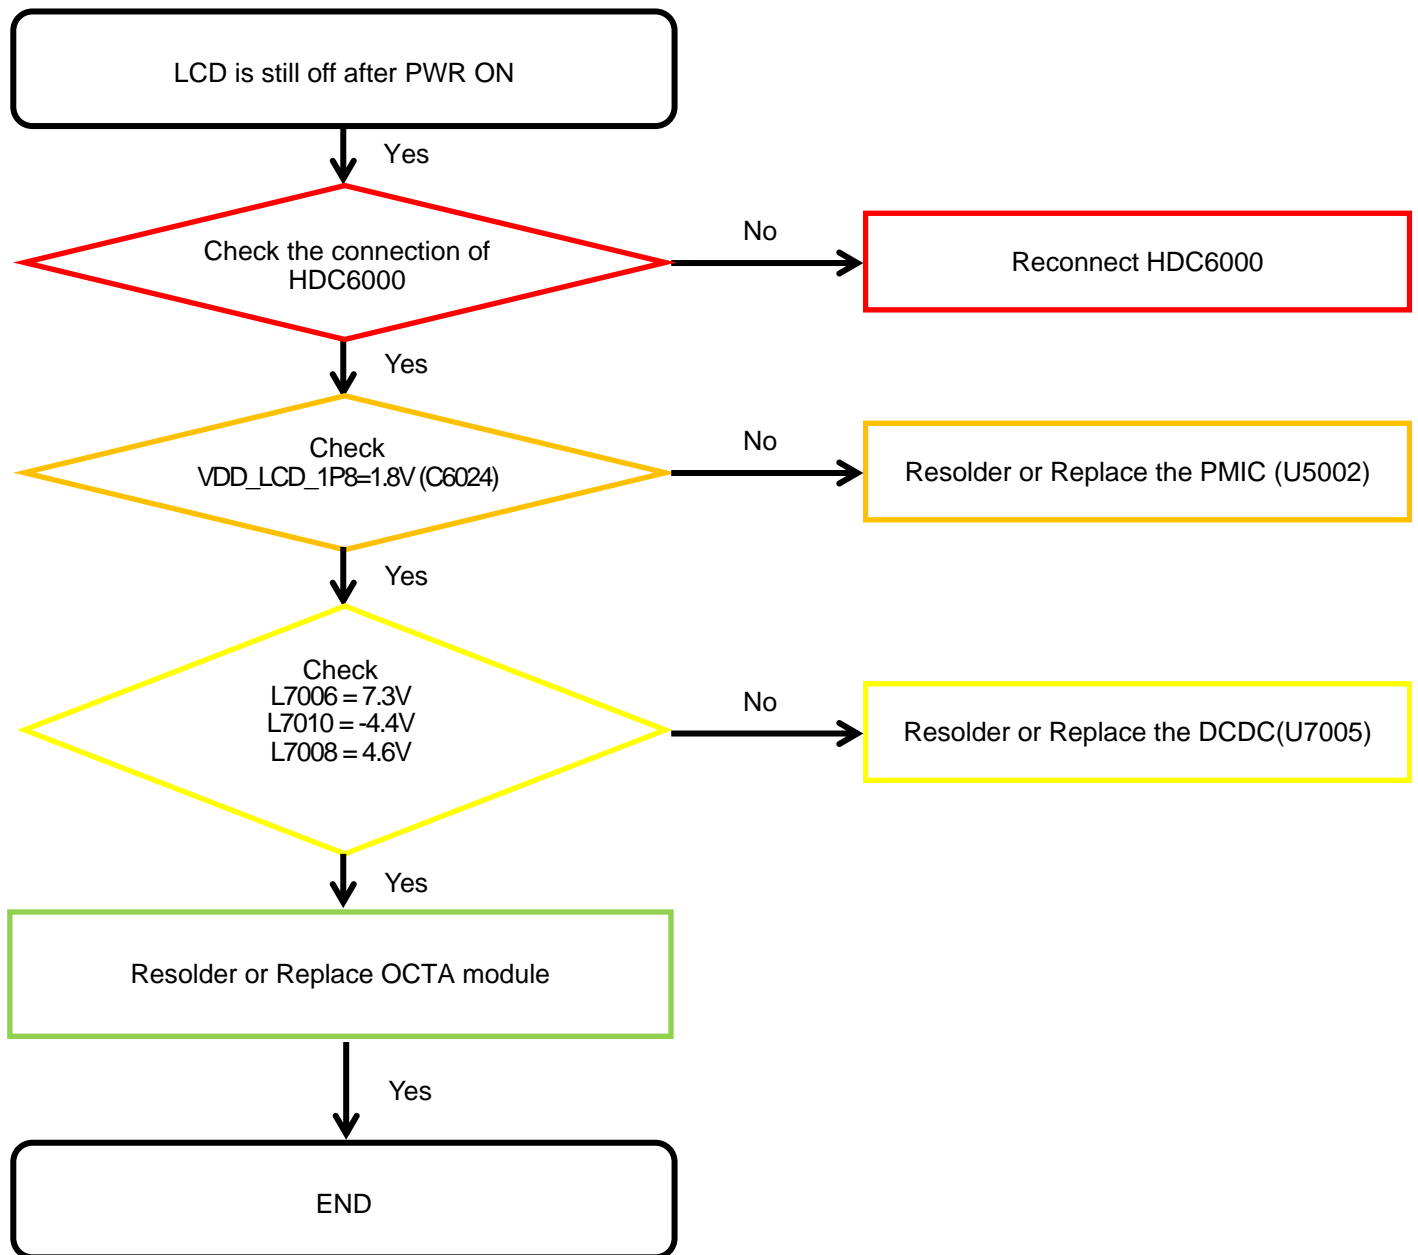 LCD is still off after PWR ON
Yes
Check the connection of
HDC6000
No
Reconnect HDC6000
Yes
Check
VDD_LCD_1P8=1.8V (C6024)
No
Resolder or Replace the PMIC (U5002)
Yes
Check
L7006 = 7.3V
L7010 = -4.4V
L7008 = 4.6V
No
Resolder or Replace the DCDC(U7005)
Yes
Resolder or Replace OCTA module
Yes
END